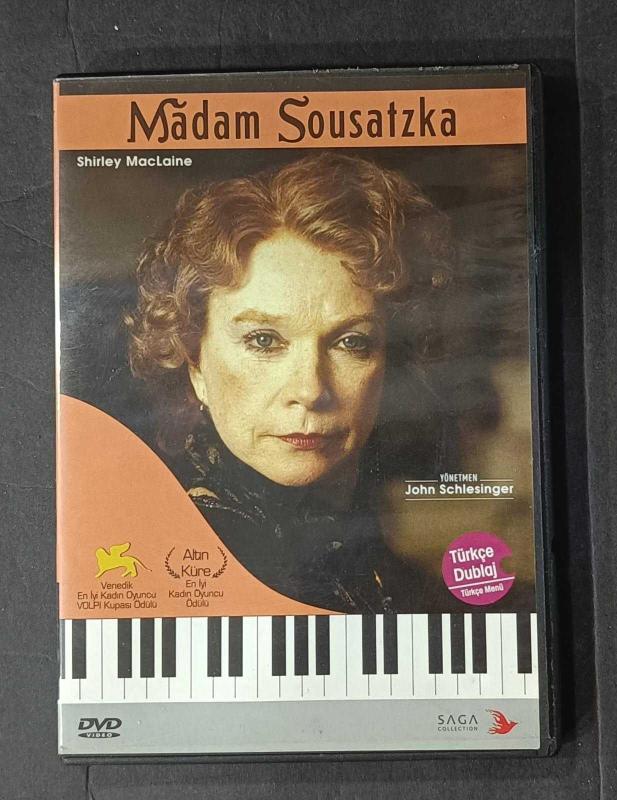 Madam Sousatzka
Shirley MacLaine
YÖNETMEN
John Schlesinger
Türkçe
Dublaj
Türkçe Menü
Venedik
En İyi Kadın Oyuncu
VOLPI Kupası Ödülü
Altın
Küre
En İyi
Kadın Oyuncu
Ödülü
DVD
VIDEO
SAGA
COLLECTION